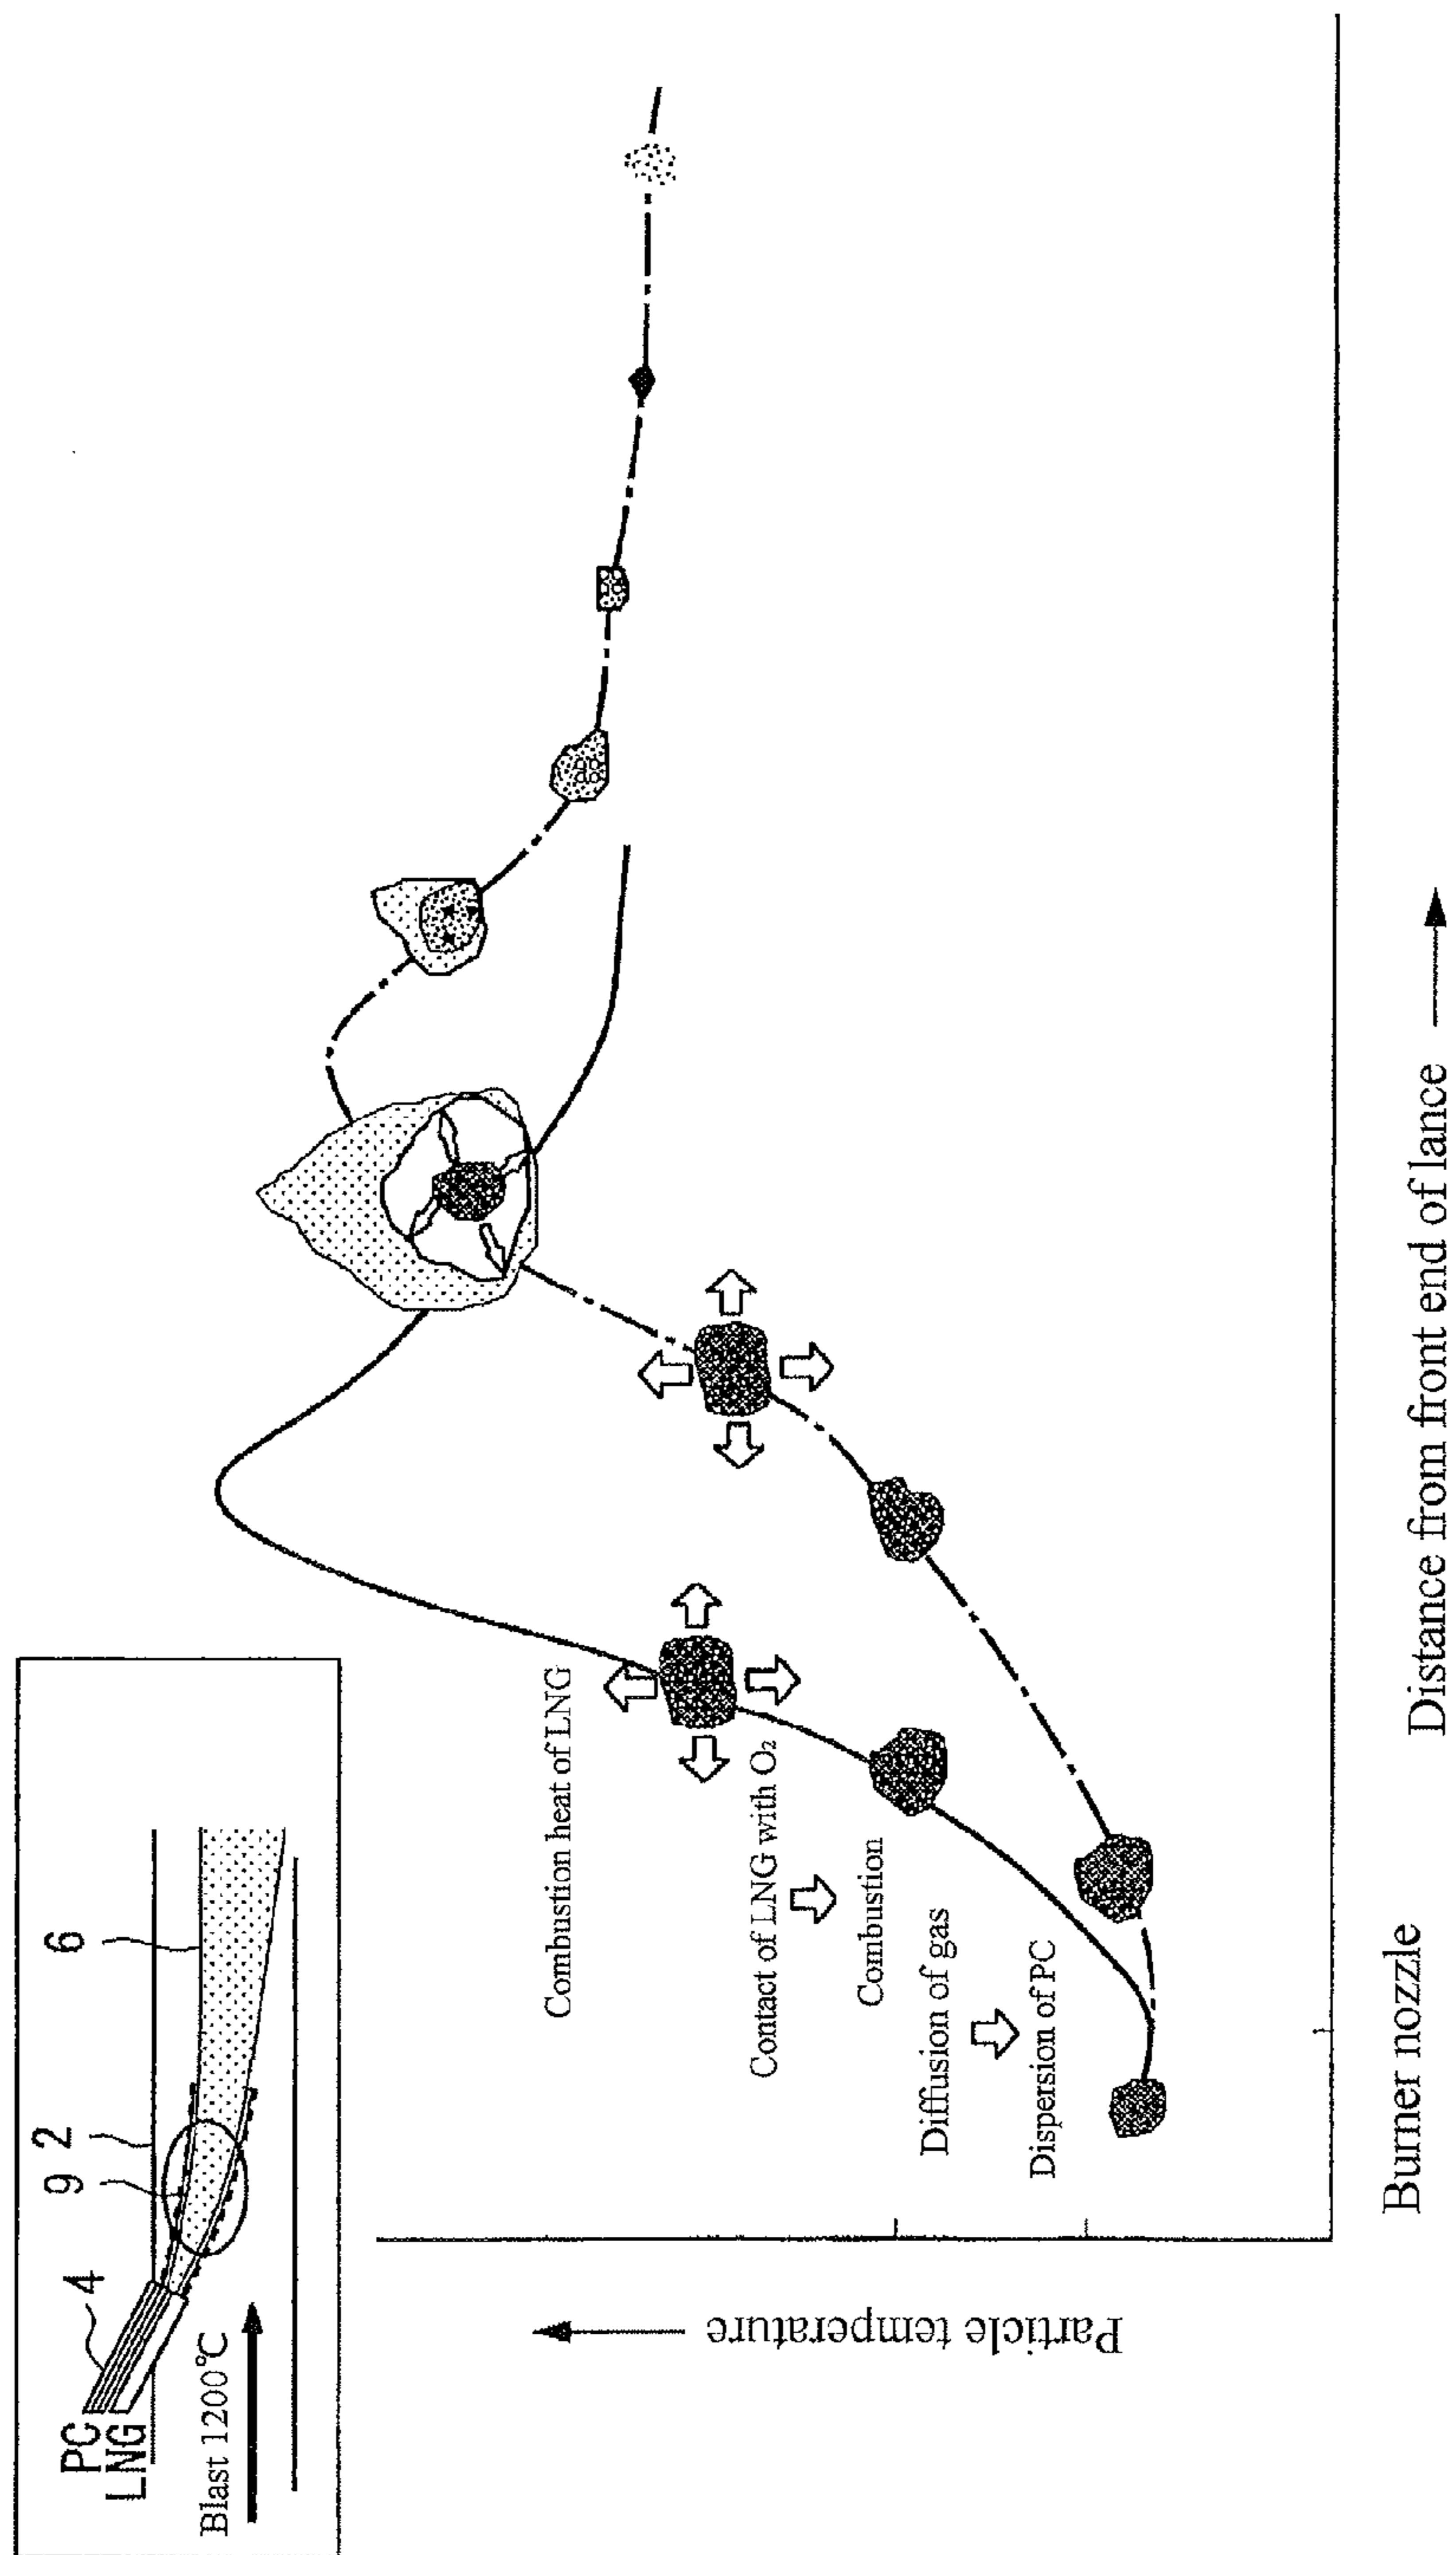 PC
LNG
4
9
2
6
Blast 1200℃
Combustion heat of LNG
Contact of LNG with O₂
Combustion
Diffusion of gas
Dispersion of PC
Particle temperature
Burner nozzle
Distance from front end of lance